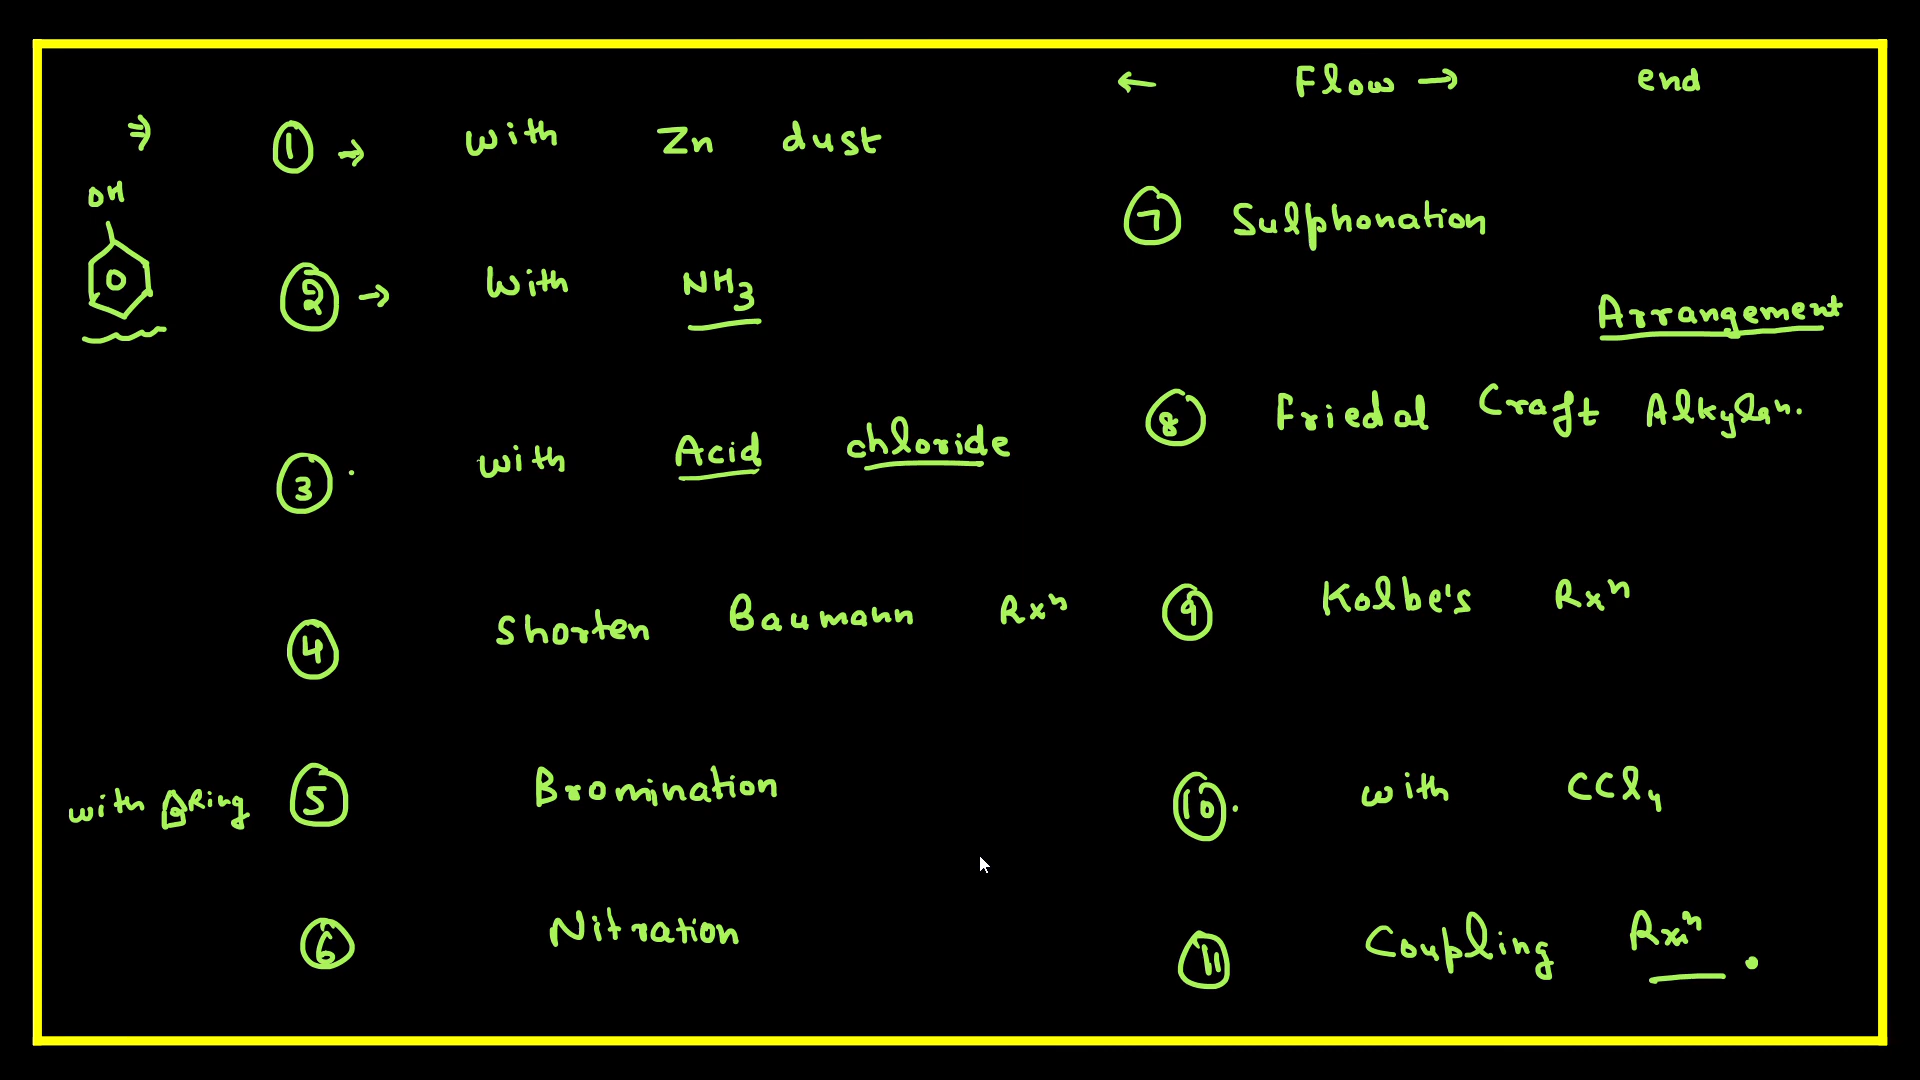 ← Flow → end
⇒ ① → with Zn dust
OH
② → With NH3
③ . with Acid chloride
④ Shorten Baumann Rxn
with Ring ⑤ Bromination
⑥ Nitration
⑦ Sulphonation
Arrangement
⑧ Friedal Craft Alkylan.
⑨ Kolbe's Rxn
⑩. with CCl4
⑪ Coupling Rxn.